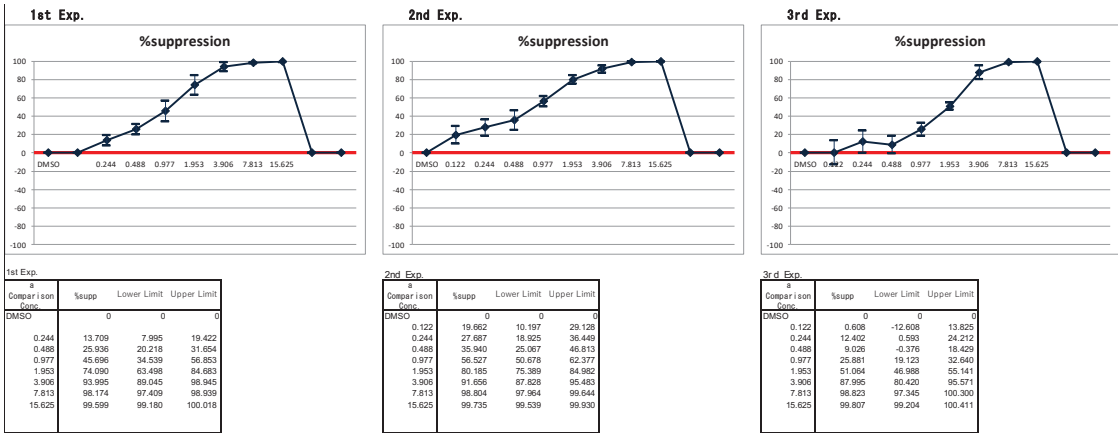 1st Exp.
%suppression
100
80
60
40
20
0
-20
-40
-60
-80
-100
DMSO 0.244 0.488 0.977 1.953 3.906 7.813 15.625
2nd Exp.
%suppression
100
80
60
40
20
0
-20
-40
-60
-80
-100
DMSO 0.122 0.244 0.488 0.977 1.953 3.906 7.813 15.625
3rd Exp.
%suppression
100
80
60
40
20
0
-20
-40
-60
-80
-100
DMSO 0.122 0.244 0.488 0.977 1.953 3.906 7.813 15.625
1st Exp.
a
Comparison
Conc. %supp Lower Limit Upper Limit
DMSO 0 0 0
0.244 13.709 7.995 19.422
0.488 25.936 20.218 31.654
0.977 45.696 34.539 56.853
1.953 74.090 63.498 84.683
3.906 93.995 89.045 98.945
7.813 98.174 97.409 98.939
15.625 99.599 99.180 100.018
2nd Exp.
a
Comparison
Conc. %supp Lower Limit Upper Limit
DMSO 0 0 0
0.122 19.662 10.197 29.128
0.244 27.687 18.925 36.449
0.488 35.940 25.067 46.813
0.977 56.527 50.678 62.377
1.953 80.185 75.389 84.982
3.906 91.656 87.828 95.483
7.813 98.804 97.964 99.644
15.625 99.735 99.539 99.930
3rd Exp.
a
Comparison
Conc. %supp Lower Limit Upper Limit
DMSO 0 0 0
0.122 0.608 -12.608 13.825
0.244 12.402 0.593 24.212
0.488 9.026 -0.376 18.429
0.977 25.881 19.123 32.640
1.953 51.064 46.988 55.141
3.906 87.995 80.420 95.571
7.813 98.823 97.345 100.300
15.625 99.807 99.204 100.411